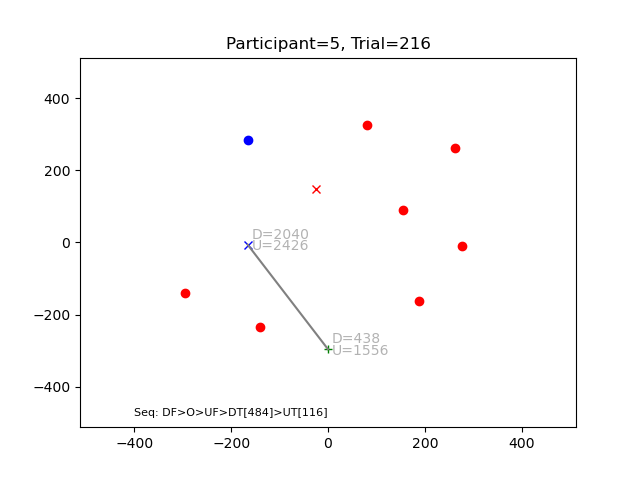 Participant=5, Trial=216
400
200
0
−200
−400
D=2040
U=2426
D=438
U=1556
Seq: DF>O>UF>DT[484]>UT[116]
−400 −200 0 200 400